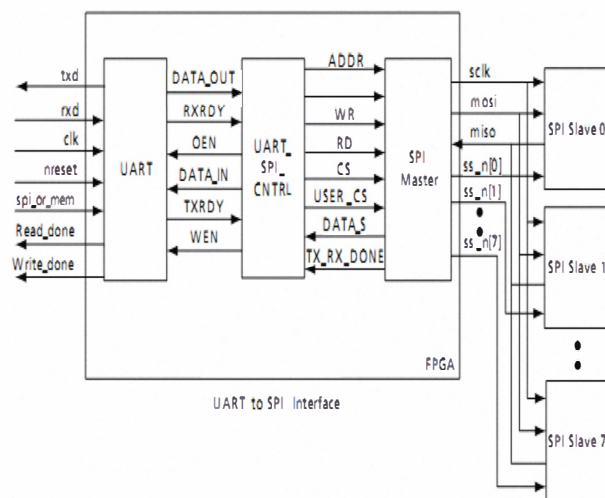 txd
rxd
clk
nreset
spi_or_mem
Read_done
Write_done
UART
DATA_OUT
RXRDY
OEN
DATA_IN
TXRDY
WEN
UART_
SPI_
CNTRL
ADDR
WR
RD
CS
USER_CS
DATA_S
TX_RX_DONE
SPI
Master
sclk
mosi
miso
ss_n[0]
ss_n[1]
ss_n[7]
SPI Slave 0
SPI Slave 1
SPI Slave 7
FPGA
UART to SPI Interface